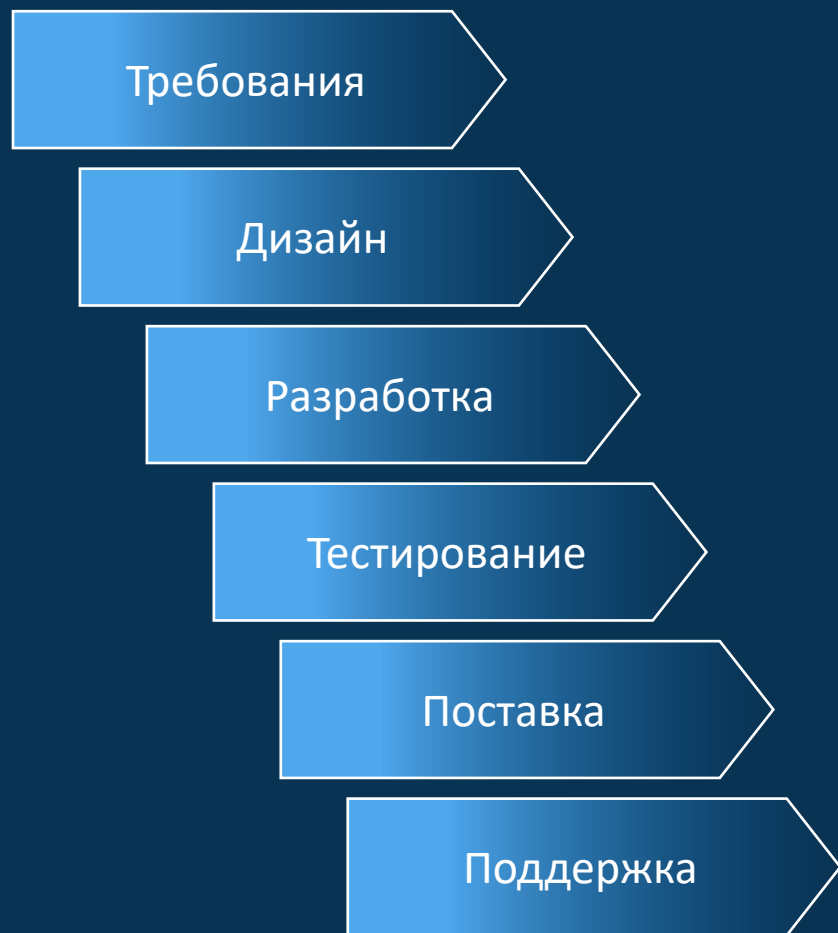 Требования
Дизайн
Разработка
Тестирование
Поставка
Поддержка